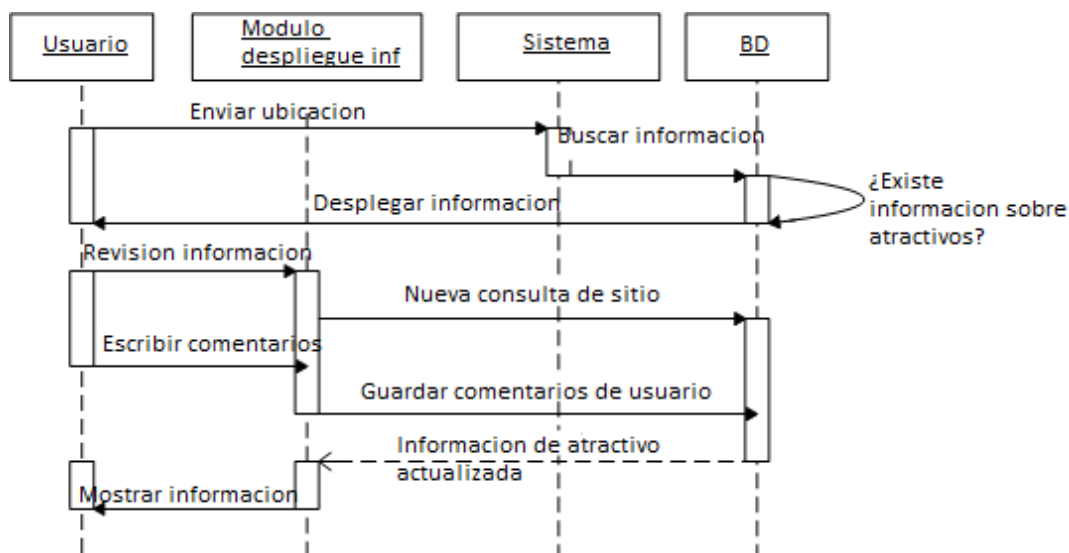 Usuario
Modulo
despliegue inf
Sistema
BD
Enviar ubicacion
Buscar informacion
¿Existe
informacion sobre
atractivos?
Desplegar informacion
Revision informacion
Nueva consulta de sitio
Escribir comentarios
Guardar comentarios de usuario
Informacion de atractivo
actualizada
Mostrar informacion